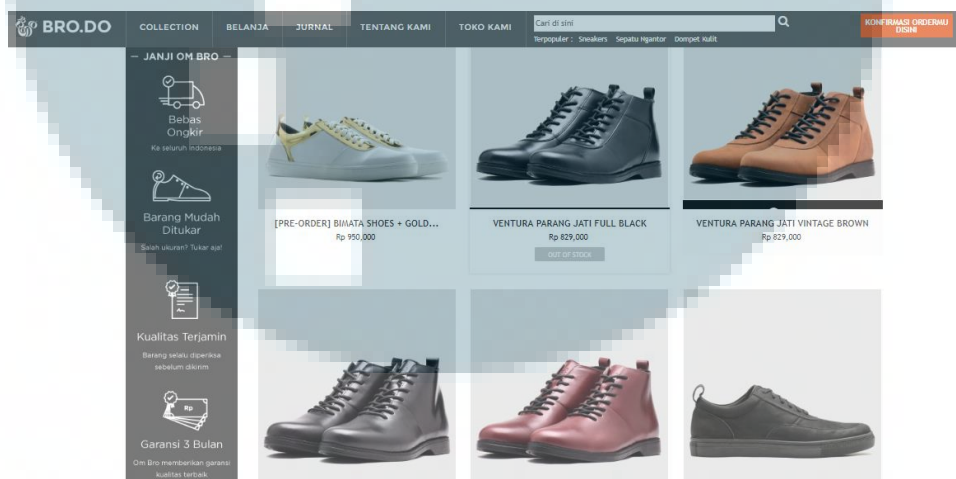 BRO.DO
COLLECTION BELANJA JURNAL TENTANG KAMI TOKO KAMI
Cari di sini
Terpopuler : Sneakers Sepatu Ngantor Dompet Kulit
KONFIRMASI ORDERMU
DISINI
— JANJI OM BRO —
Bebas
Ongkir
Ke seluruh Indonesia
Barang Mudah
Ditukar
Salah ukuran? Tukar aja!
Kualitas Terjamin
Barang selalu diperiksa
sebelum dikirim
Rp
Garansi 3 Bulan
Om Bro memberikan garansi
kualitas terbaik
[PRE-ORDER] BIMATA SHOES + GOLD...
Rp 950,000
VENTURA PARANG JATI FULL BLACK
Rp 829,000
OUT OF STOCK
VENTURA PARANG JATI VINTAGE BROWN
Rp 829,000